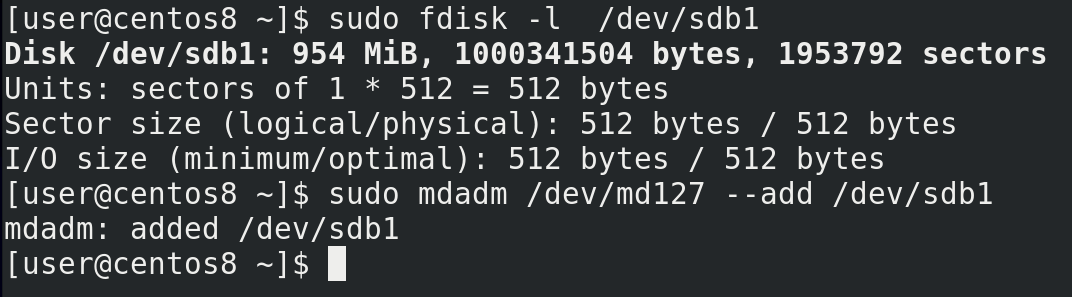 [user@centos8 ~]$ sudo fdisk -l  /dev/sdb1
Disk /dev/sdb1: 954 MiB, 1000341504 bytes, 1953792 sectors
Units: sectors of 1 * 512 = 512 bytes
Sector size (logical/physical): 512 bytes / 512 bytes
I/O size (minimum/optimal): 512 bytes / 512 bytes
[user@centos8 ~]$ sudo mdadm /dev/md127 --add /dev/sdb1
mdadm: added /dev/sdb1
[user@centos8 ~]$